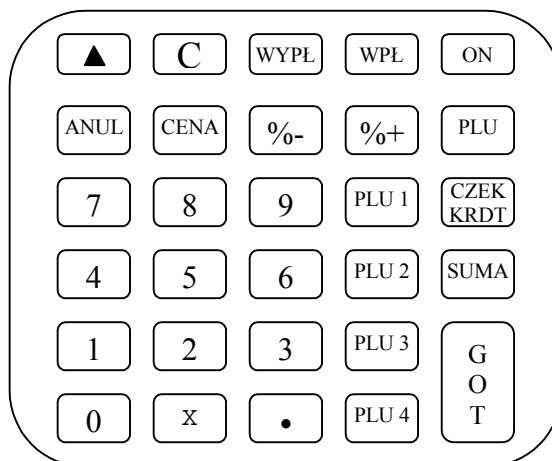 ▲ C WYPŁ WPŁ ON
ANUL CENA %- %+ PLU
7 8 9 PLU 1 CZEK
KRDT
4 5 6 PLU 2 SUMA
1 2 3 PLU 3 G
O
T
0 X • PLU 4